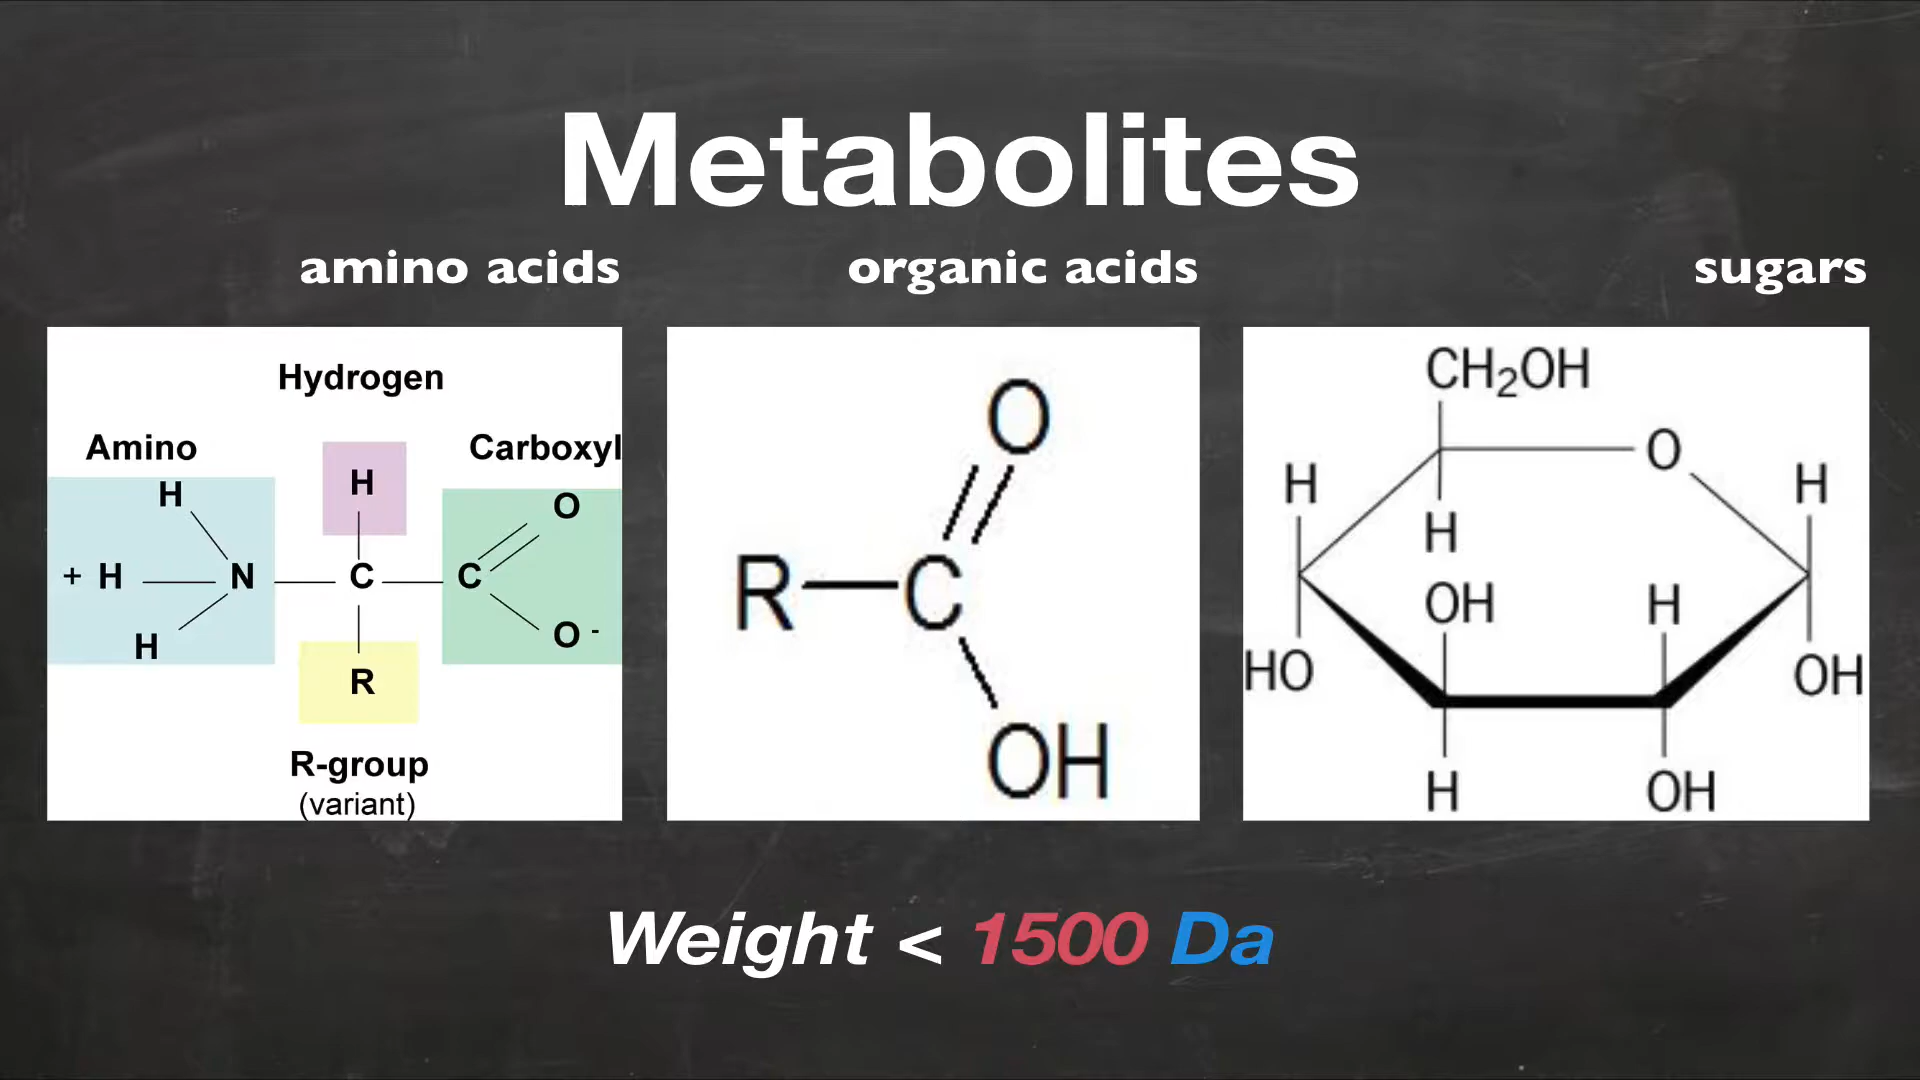 Metabolites
amino acids
organic acids
sugars
Hydrogen
Amino
Carboxyl
H
H
O
+ H
N
C
C
H
O -
R
R-group
(variant)
O
R
C
OH
CH₂OH
O
H
H
H
OH
H
HO
OH
H
OH
Weight < 1500 Da